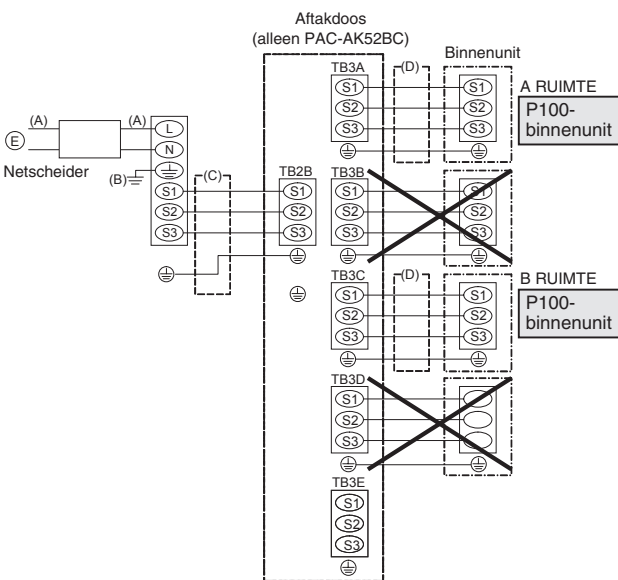 Aftakdoos
(alleen PAC-AK52BC)
Binnenunit
TB3A
(D)
S1
S1
S2
S2
S3
S3
A RUIMTE
P100-
binnenunit
(A)
(A)
L
E
N
Netscheider
(B)
(C)
TB2B
TB3B
S1
S1
S1
S1
S2
S2
S2
S2
S3
S3
S3
S3
TB3C
(D)
S1
S1
S2
S2
S3
S3
B RUIMTE
P100-
binnenunit
TB3D
S1
S2
S3
TB3E
S1
S2
S3